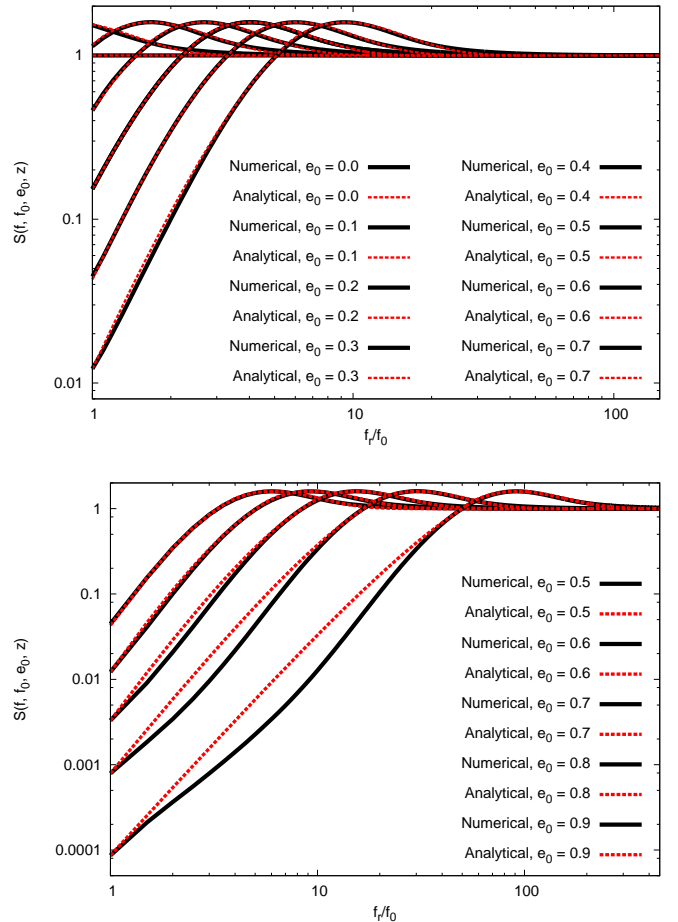 1
0.1
0.01
S(f, f0, e0, z)
Numerical, e0 = 0.0
Analytical, e0 = 0.0
Numerical, e0 = 0.1
Analytical, e0 = 0.1
Numerical, e0 = 0.2
Analytical, e0 = 0.2
Numerical, e0 = 0.3
Analytical, e0 = 0.3
Numerical, e0 = 0.4
Analytical, e0 = 0.4
Numerical, e0 = 0.5
Analytical, e0 = 0.5
Numerical, e0 = 0.6
Analytical, e0 = 0.6
Numerical, e0 = 0.7
Analytical, e0 = 0.7
1 10 100
fr/f0
1
0.1
0.01
0.001
0.0001
S(f, f0, e0, z)
Numerical, e0 = 0.5
Analytical, e0 = 0.5
Numerical, e0 = 0.6
Analytical, e0 = 0.6
Numerical, e0 = 0.7
Analytical, e0 = 0.7
Numerical, e0 = 0.8
Analytical, e0 = 0.8
Numerical, e0 = 0.9
Analytical, e0 = 0.9
1 10 100
fr/f0